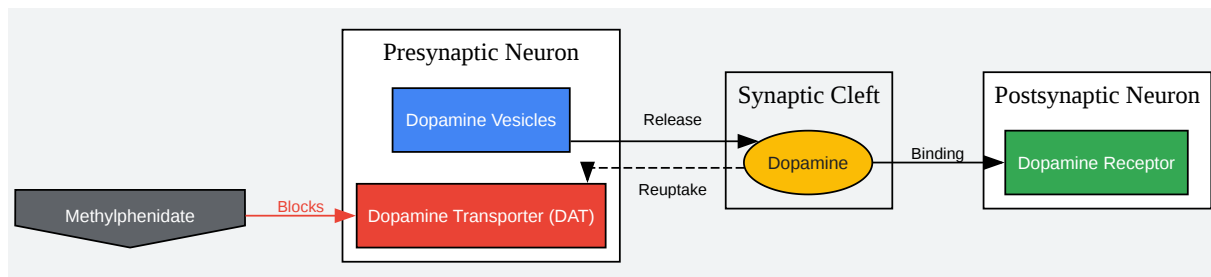 Presynaptic Neuron
Dopamine Vesicles
Release
Synaptic Cleft
Postsynaptic Neuron
Dopamine
Binding
Dopamine Receptor
Reuptake
Methylphenidate
Blocks
Dopamine Transporter (DAT)